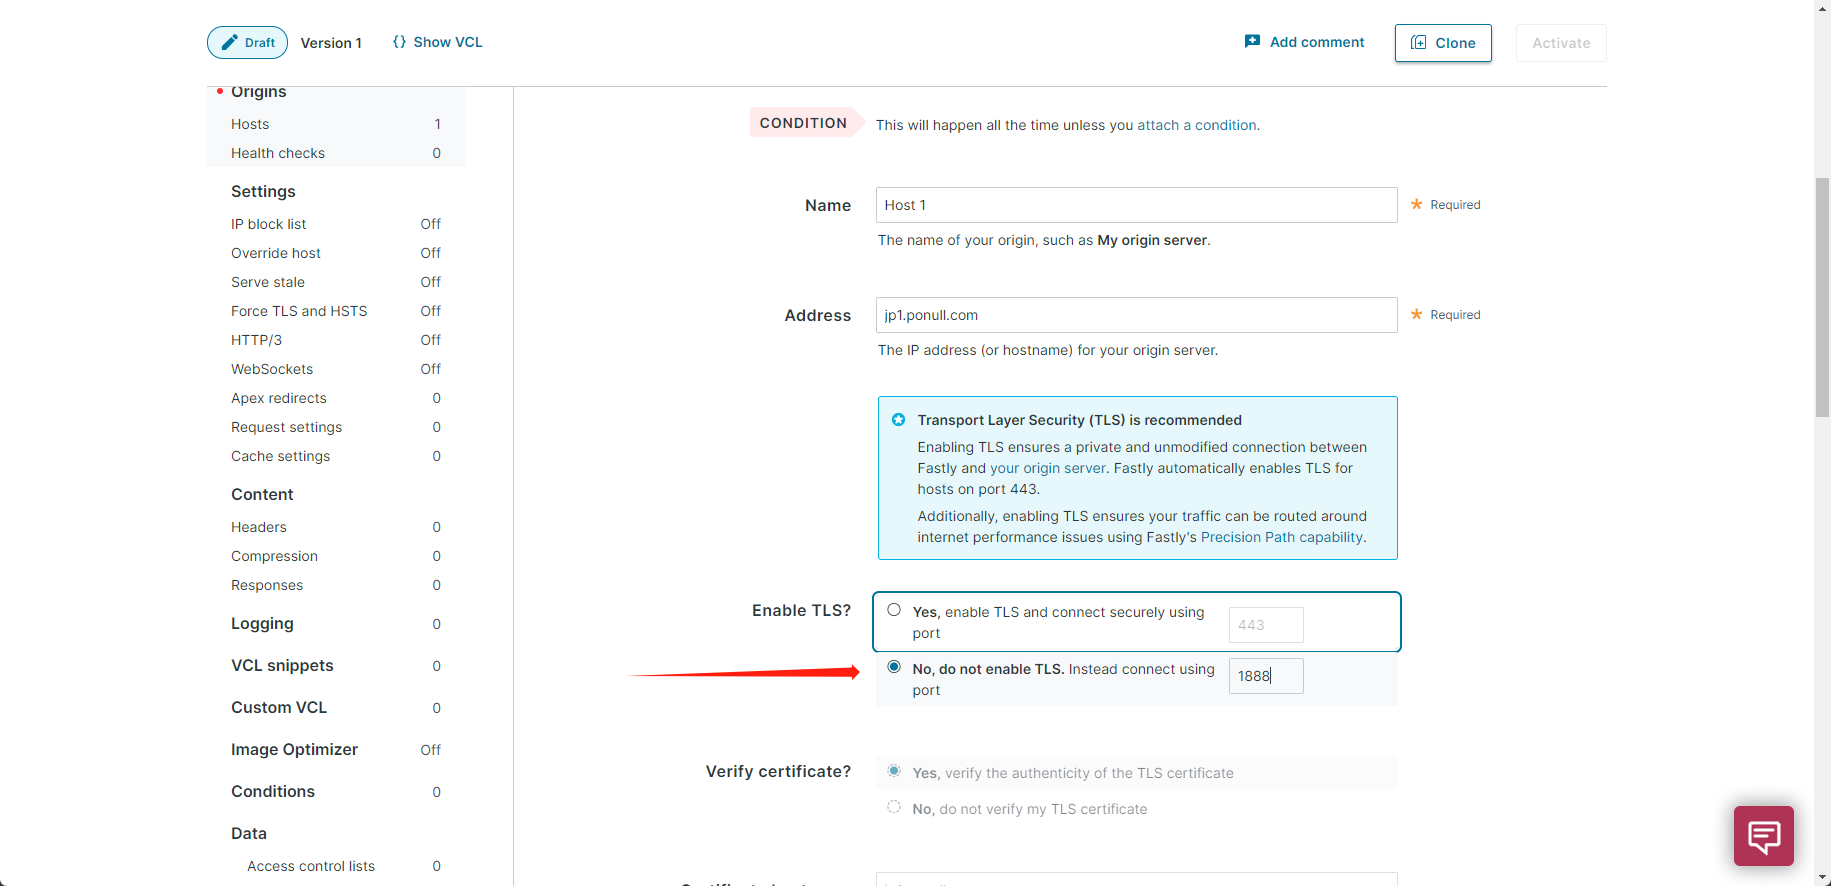 Draft
Version 1
{} Show VCL
Add comment
Clone
Activate
Origins
Hosts 1
Health checks 0
Settings
IP block list Off
Override host Off
Serve stale Off
Force TLS and HSTS Off
HTTP/3 Off
WebSockets Off
Apex redirects 0
Request settings 0
Cache settings 0
Content
Headers 0
Compression 0
Responses 0
Logging 0
VCL snippets 0
Custom VCL 0
Image Optimizer Off
Conditions 0
Data
Access control lists 0
CONDITION This will happen all the time unless you attach a condition.
Name Host 1 * Required
The name of your origin, such as My origin server.
Address jp1.ponull.com * Required
The IP address (or hostname) for your origin server.
Transport Layer Security (TLS) is recommended
Enabling TLS ensures a private and unmodified connection between
Fastly and your origin server. Fastly automatically enables TLS for
hosts on port 443.
Additionally, enabling TLS ensures your traffic can be routed around
internet performance issues using Fastly's Precision Path capability.
Enable TLS? Yes, enable TLS and connect securely using
port 443
No, do not enable TLS. Instead connect using
port 1888
Verify certificate? Yes, verify the authenticity of the TLS certificate
No, do not verify my TLS certificate